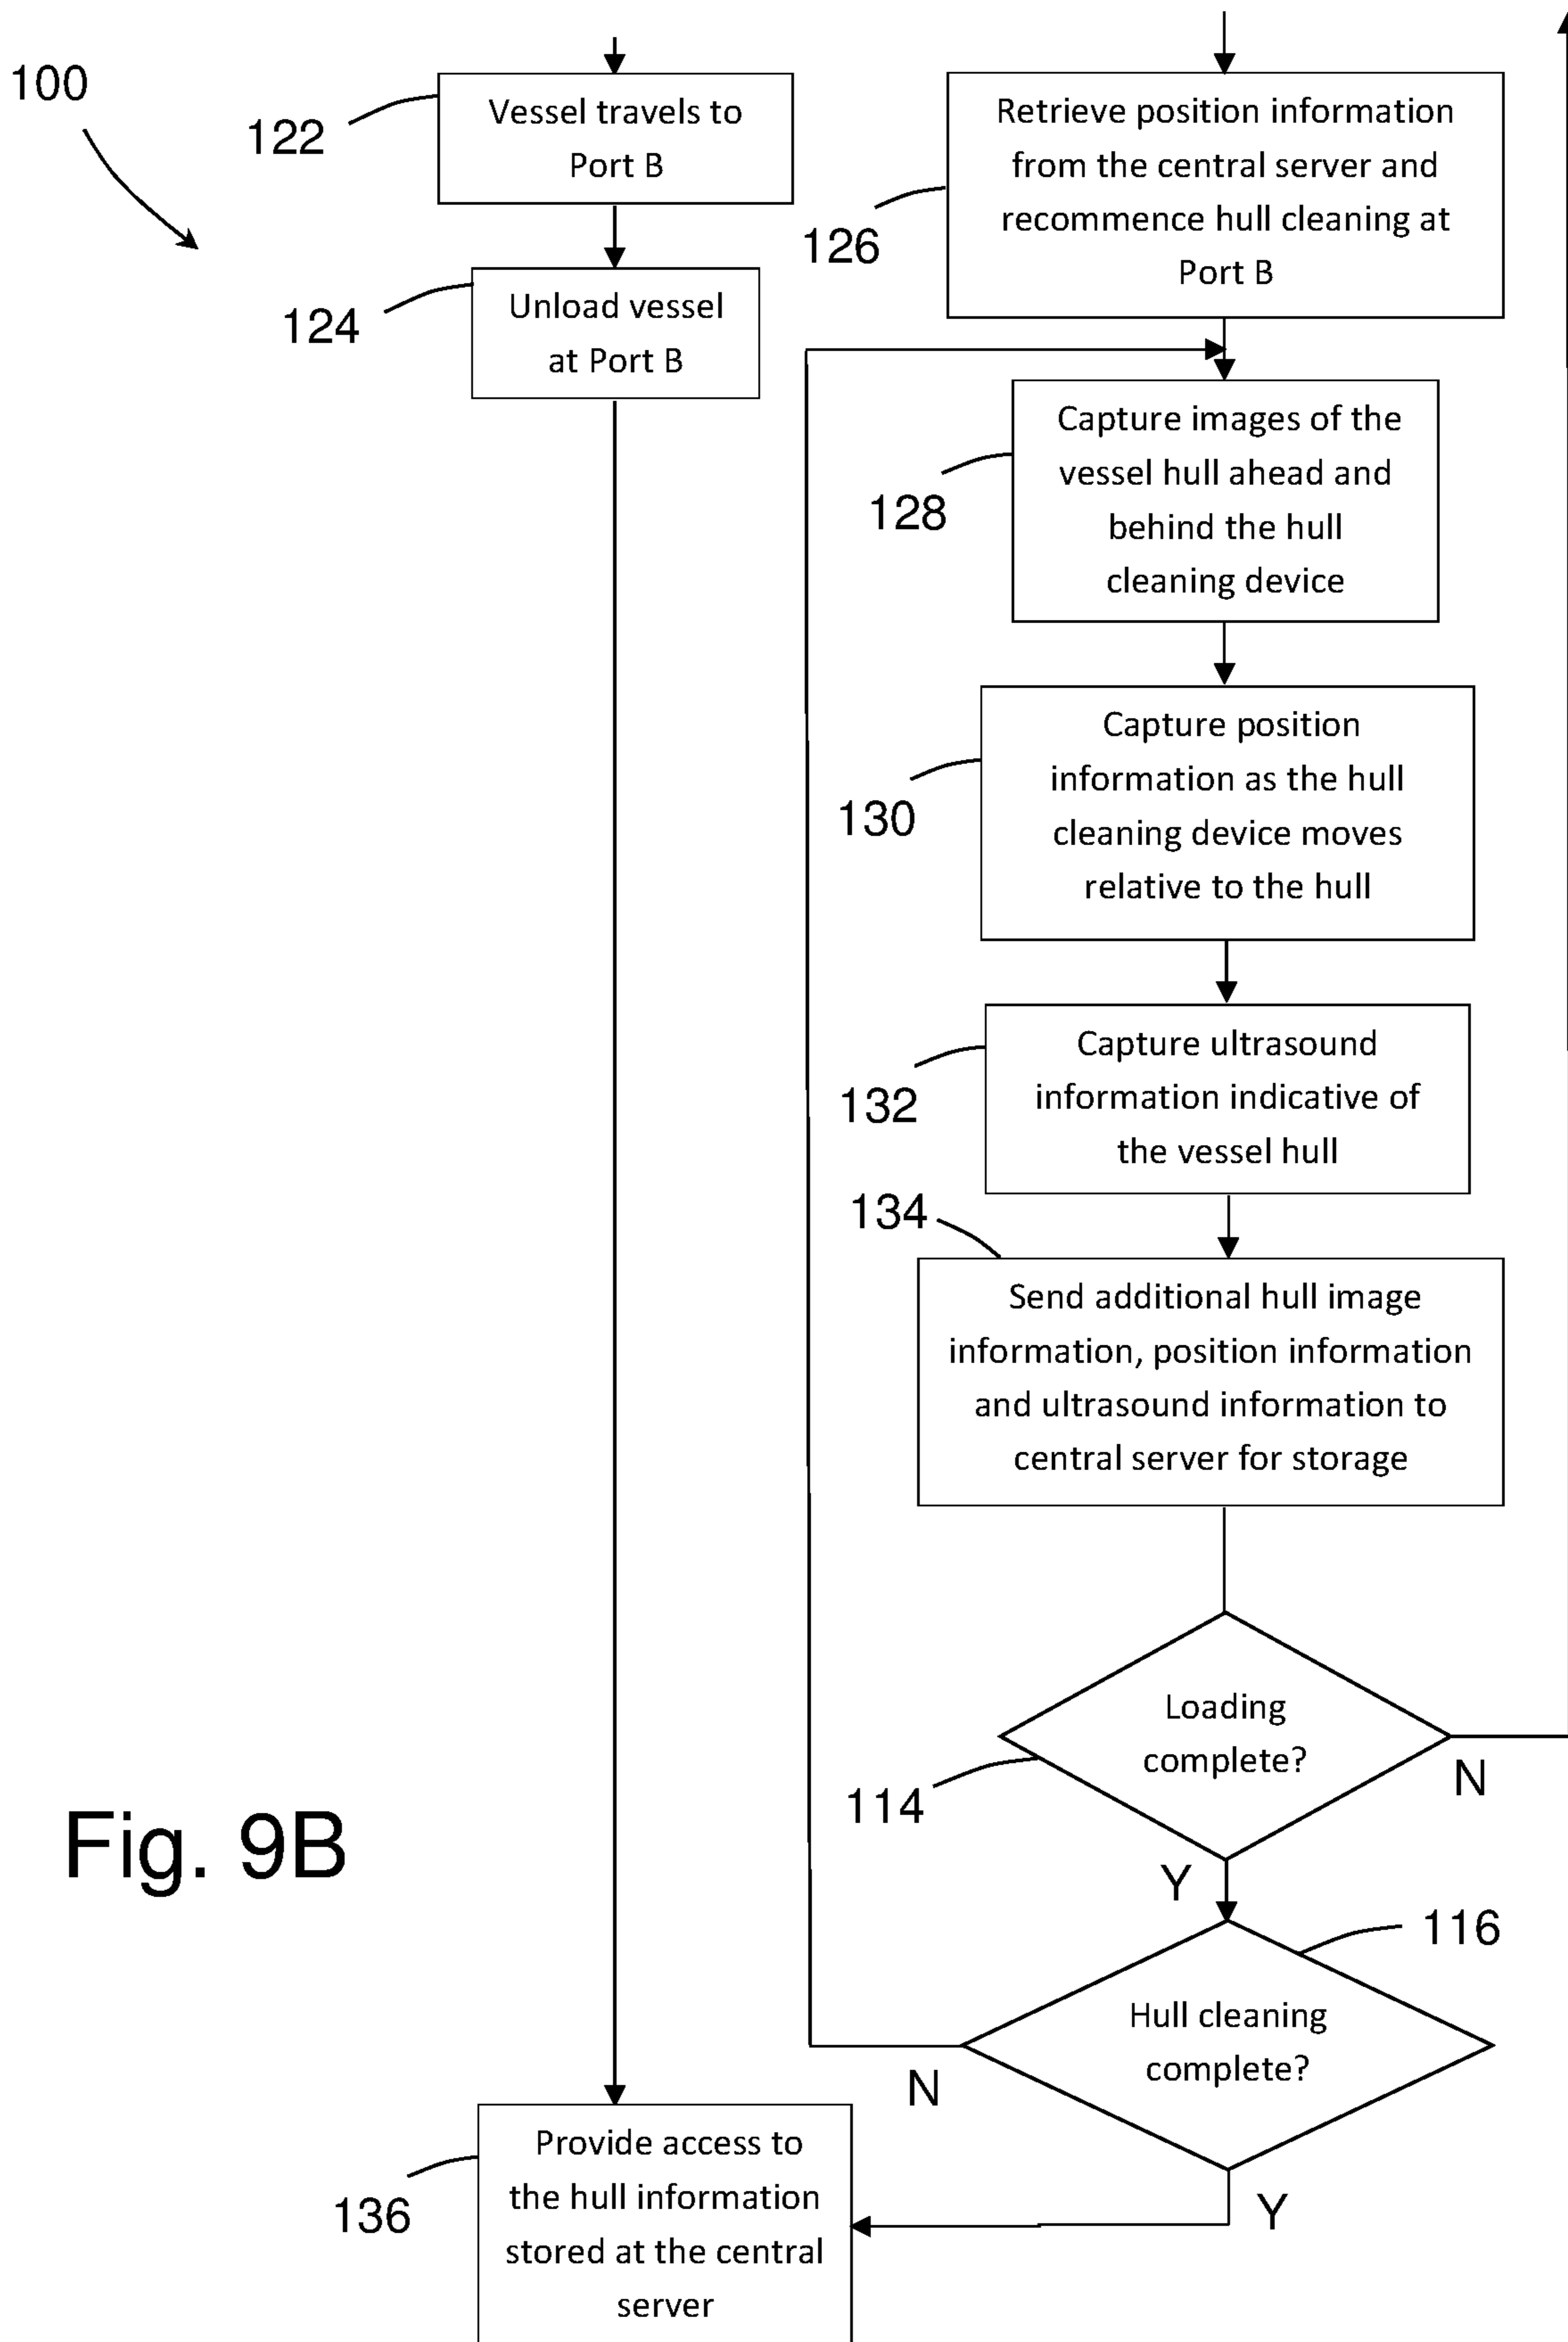 100
122
Vessel travels to
Port B
124
Unload vessel
at Port B
126
Retrieve position information
from the central server and
recommence hull cleaning at
Port B
128
Capture images of the
vessel hull ahead and
behind the hull
cleaning device
130
Capture position
information as the hull
cleaning device moves
relative to the hull
132
Capture ultrasound
information indicative of
the vessel hull
134
Send additional hull image
information, position information
and ultrasound information to
central server for storage
Loading
complete?
114
N
Y
116
Hull cleaning
complete?
N
Y
136
Provide access to
the hull information
stored at the central
server
Fig. 9B